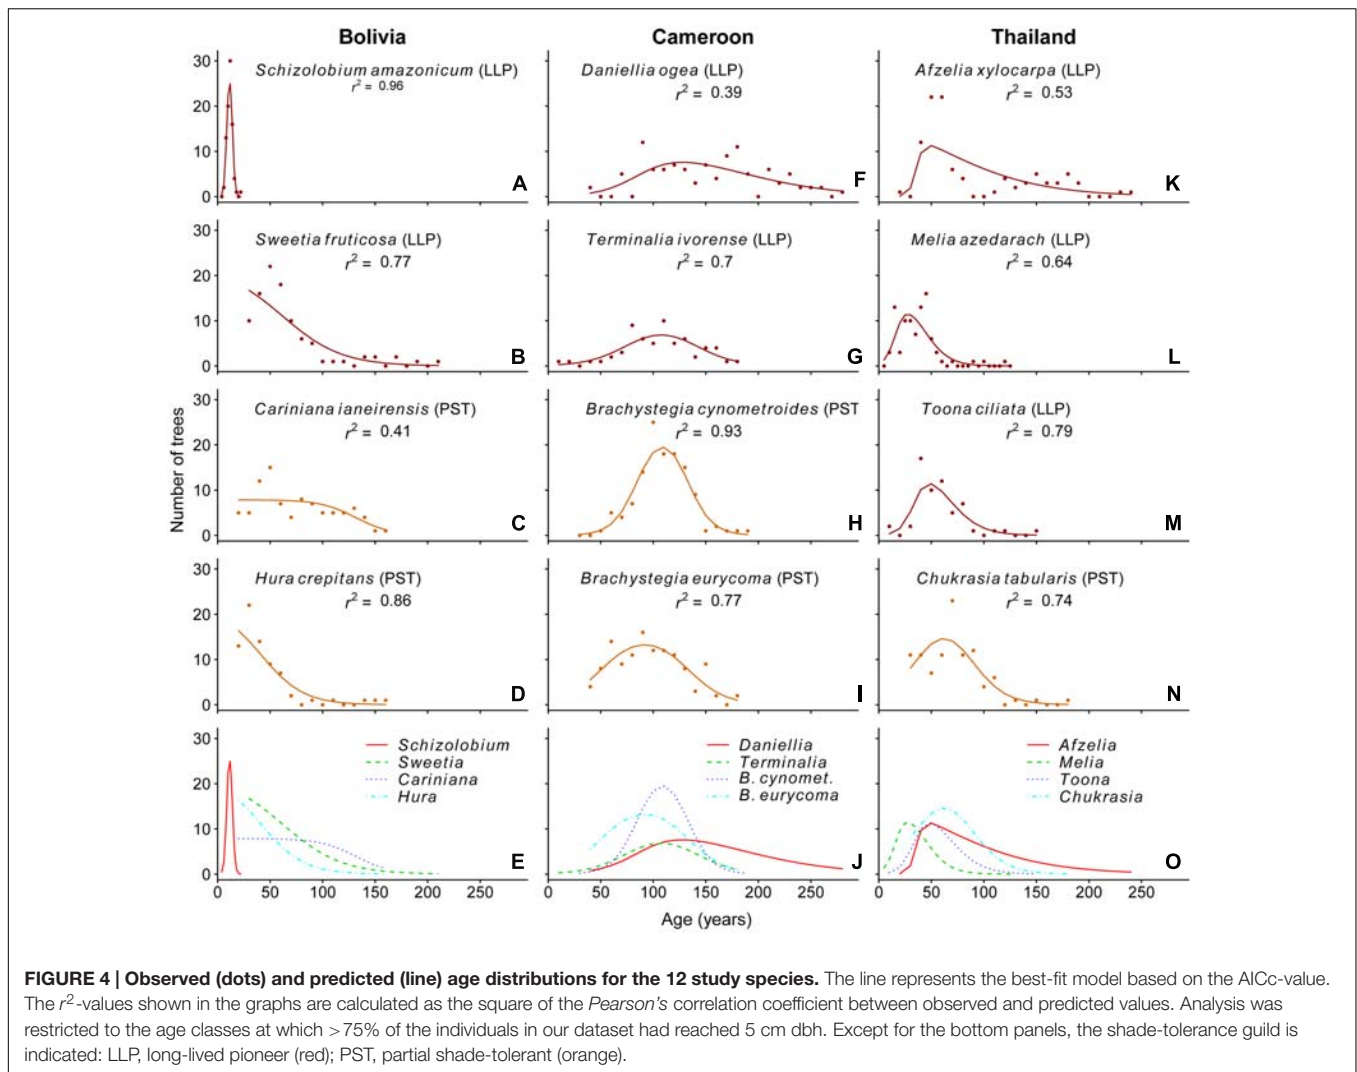 Bolivia
Cameroon
Thailand
Number of trees
30
20
10
0
Schizolobium amazonicum (LLP)
r² = 0.96
A
Daniellia ogea (LLP)
r² = 0.39
F
Afzelia xylocarpa (LLP)
r² = 0.53
K
30
20
10
0
Sweetia fruticosa (LLP)
r² = 0.77
B
Terminalia ivorense (LLP)
r² = 0.7
G
Melia azedarach (LLP)
r² = 0.64
L
30
20
10
0
Cariniana ianeirensis (PST)
r² = 0.41
C
Brachystegia cynometroides (PST
r² = 0.93
H
Toona ciliata (LLP)
r² = 0.79
M
30
20
10
0
Hura crepitans (PST)
r² = 0.86
D
Brachystegia eurycoma (PST)
r² = 0.77
I
Chukrasia tabularis (PST)
r² = 0.74
N
30
20
10
0
Schizolobium
Sweetia
Cariniana
Hura
E
Daniellia
Terminalia
B. cynomet.
B. eurycoma
J
Afzelia
Melia
Toona
Chukrasia
O
0 50 100 150 200 250
0 50 100 150 200 250
0 50 100 150 200 250
Age (years)
FIGURE 4 | Observed (dots) and predicted (line) age distributions for the 12 study species. The line represents the best-fit model based on the AICc-value.
The r²-values shown in the graphs are calculated as the square of the Pearson's correlation coefficient between observed and predicted values. Analysis was
restricted to the age classes at which >75% of the individuals in our dataset had reached 5 cm dbh. Except for the bottom panels, the shade-tolerance guild is
indicated: LLP, long-lived pioneer (red); PST, partial shade-tolerant (orange).